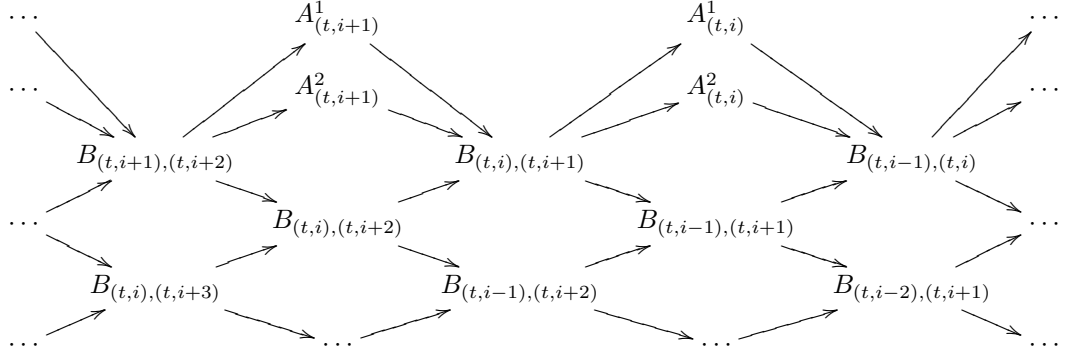 ⋯ A^1_{(t,i+1)} A^1_{(t,i)} ⋯
⋯ A^2_{(t,i+1)} A^2_{(t,i)} ⋯
B_{(t,i+1),(t,i+2)} B_{(t,i),(t,i+1)} B_{(t,i−1),(t,i)}
⋯ B_{(t,i),(t,i+2)} B_{(t,i−1),(t,i+1)} ⋯
B_{(t,i),(t,i+3)} B_{(t,i−1),(t,i+2)} B_{(t,i−2),(t,i+1)}
⋯ ⋯ ⋯ ⋯